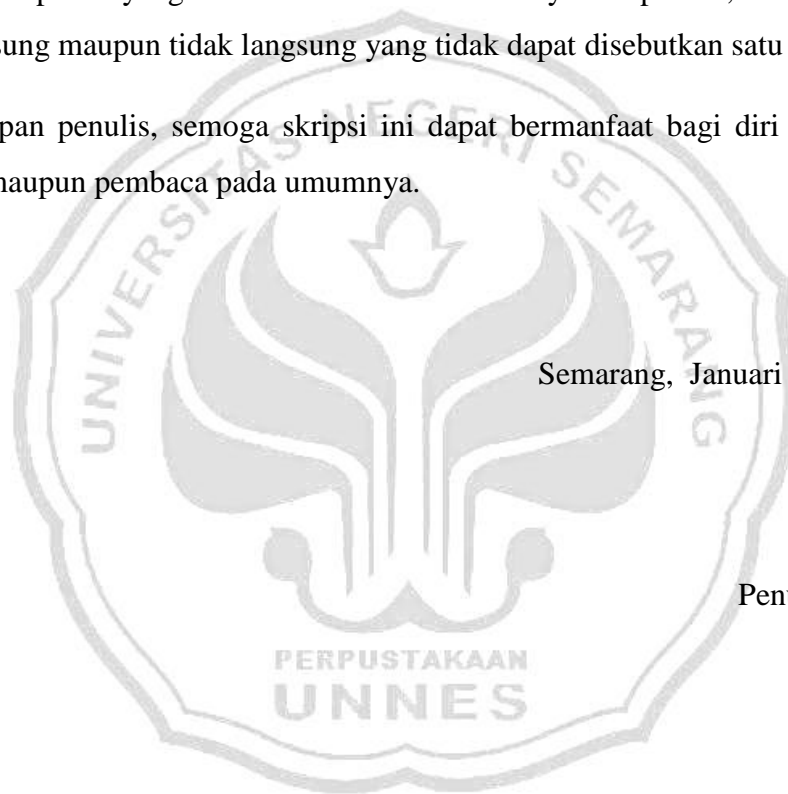 sung maupun tidak langsung yang tidak dapat disebutkan satu
pan penulis, semoga skripsi ini dapat bermanfaat bagi diri
maupun pembaca pada umumnya.
UNIVERSITAS NEGERI SEMARANG
Semarang, Januari
Pen
PERPUSTAKAAN
UNNES